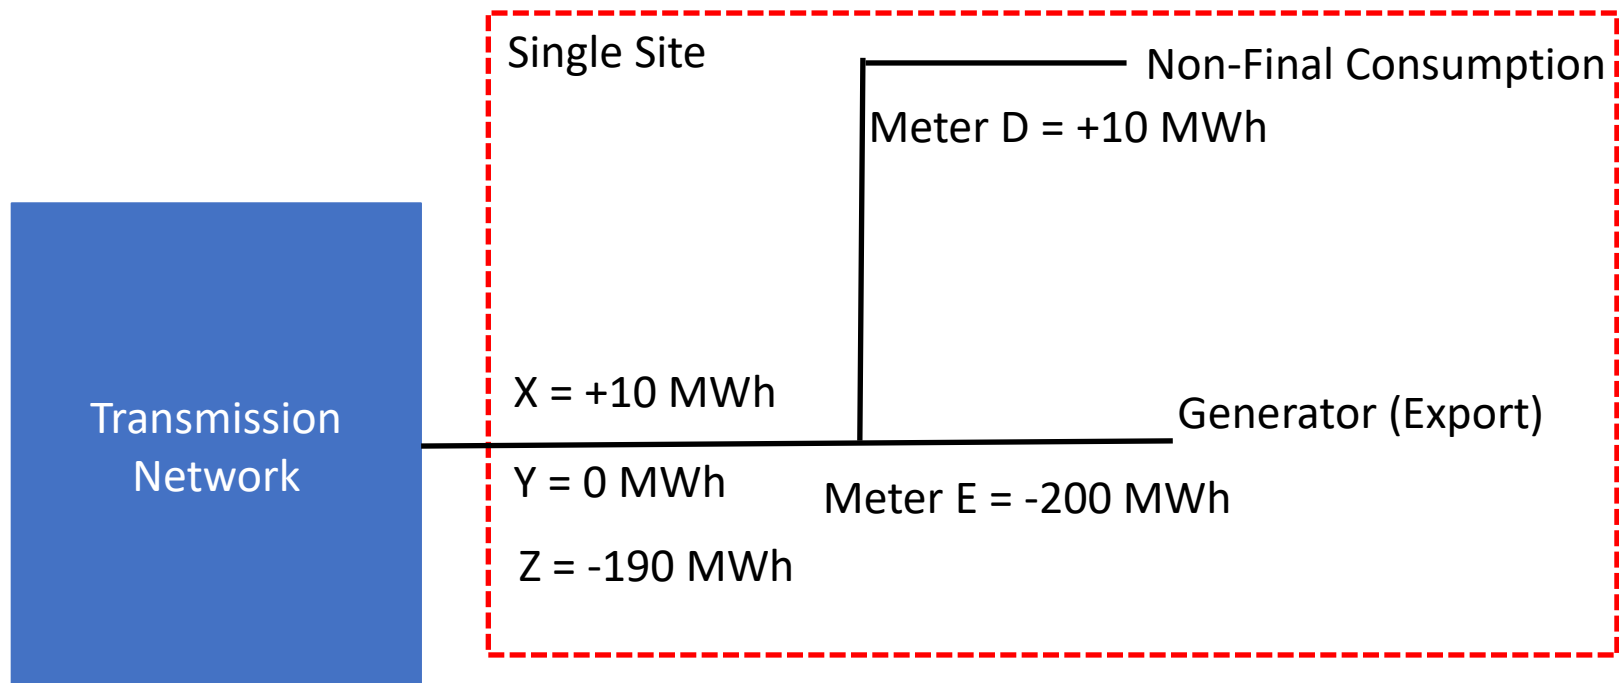 Single Site
Non-Final Consumption
Meter D = +10 MWh
Transmission
Network
X = +10 MWh
Generator (Export)
Y = 0 MWh
Meter E = -200 MWh
Z = -190 MWh